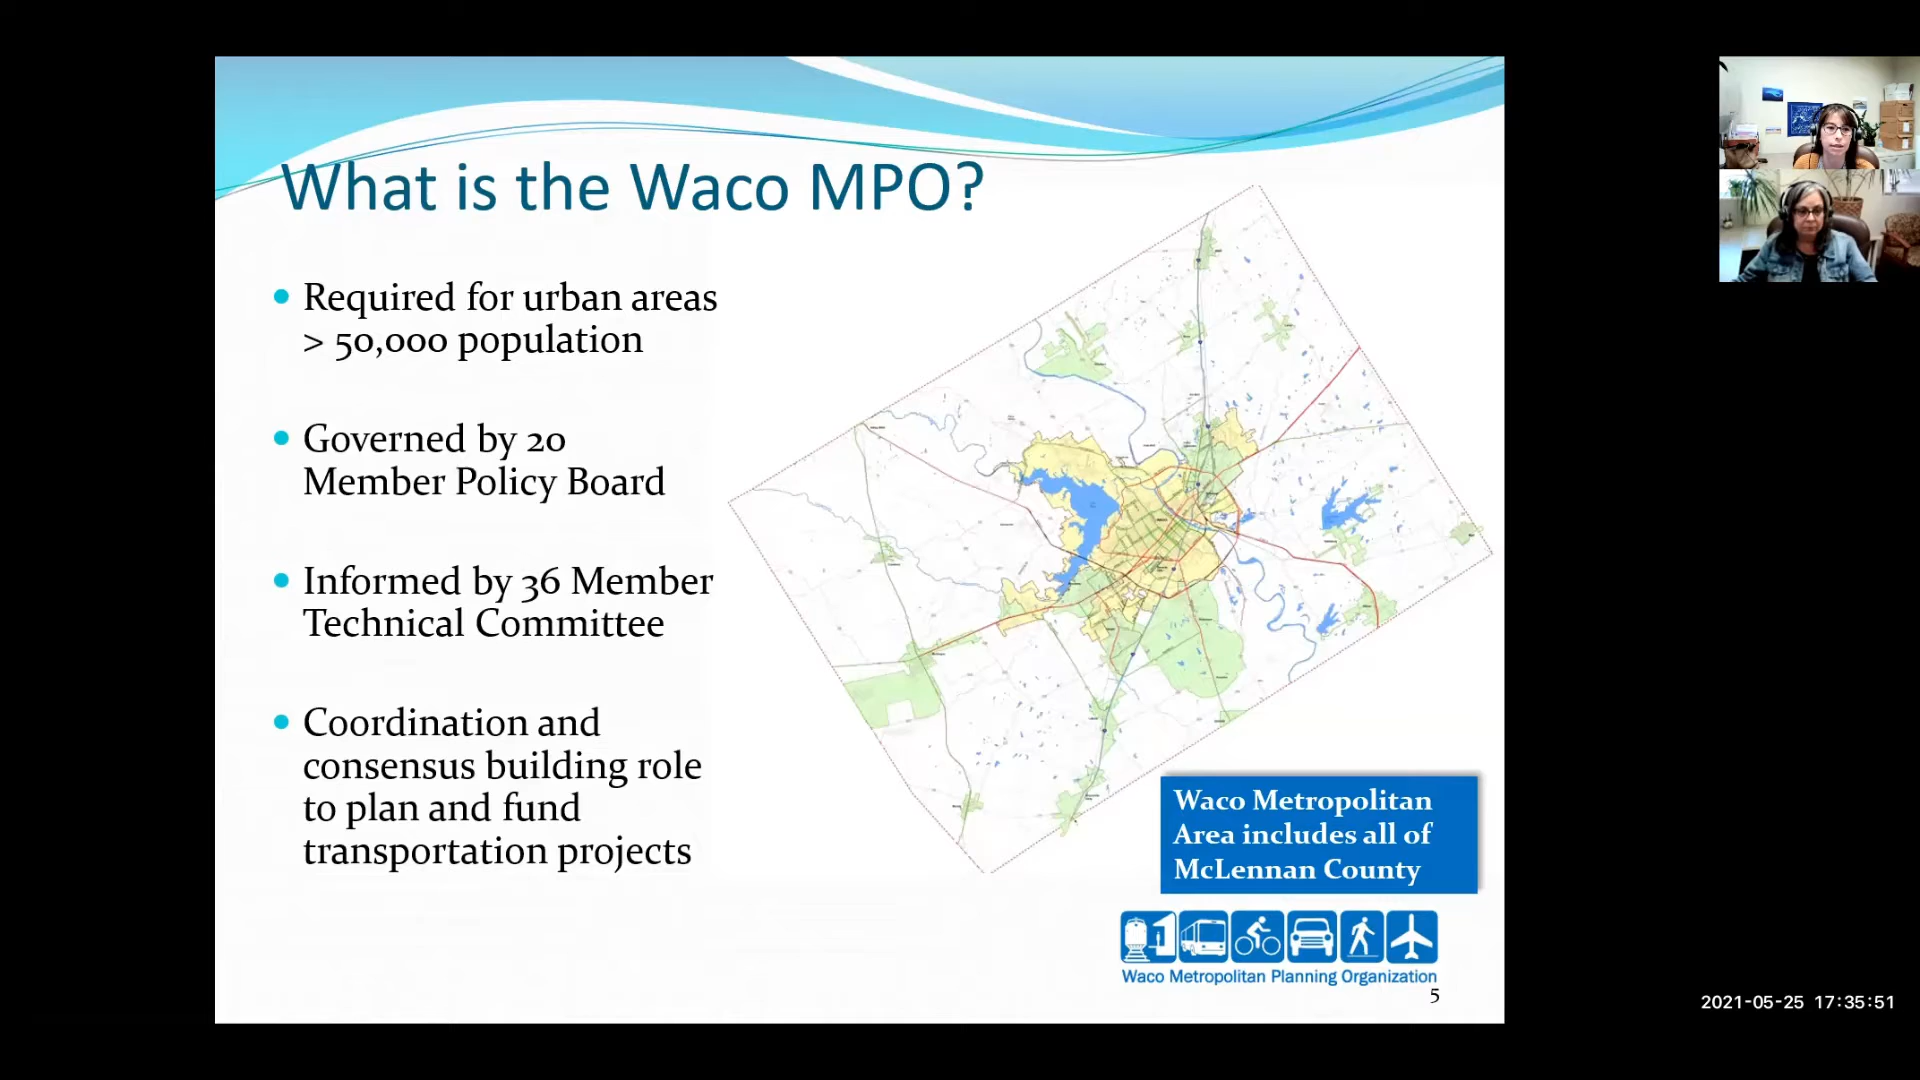 What is the Waco MPO?
Required for urban areas
> 50,000 population
Governed by 20
Member Policy Board
Informed by 36 Member
Technical Committee
Coordination and
consensus building role
to plan and fund
transportation projects
Waco Metropolitan
Area includes all of
McLennan County
Waco Metropolitan Planning Organization
5
2021-05-25 17:35:51